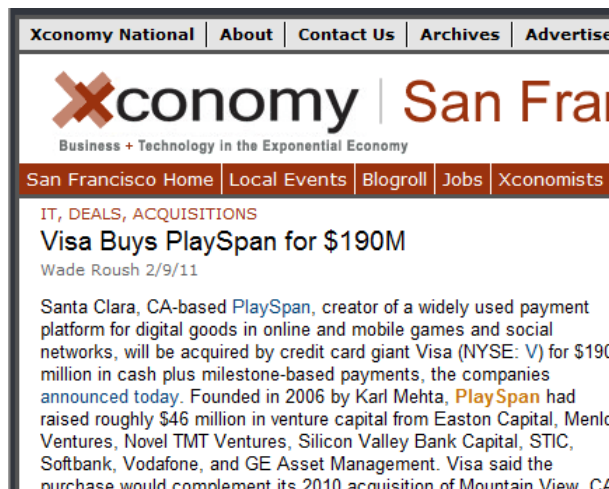 Xconomy National | About | Contact Us | Archives | Advertise
Xconomy | San Fra
Business + Technology in the Exponential Economy
San Francisco Home | Local Events | Blogroll | Jobs | Xconomists
IT, DEALS, ACQUISITIONS
Visa Buys PlaySpan for $190M
Wade Roush 2/9/11
Santa Clara, CA-based PlaySpan, creator of a widely used payment
platform for digital goods in online and mobile games and social
networks, will be acquired by credit card giant Visa (NYSE: V) for $190
million in cash plus milestone-based payments, the companies
announced today. Founded in 2006 by Karl Mehta, PlaySpan had
raised roughly $46 million in venture capital from Easton Capital, Menlo
Ventures, Novel TMT Ventures, Silicon Valley Bank Capital, STIC,
Softbank, Vodafone, and GE Asset Management. Visa said the
purchase would complement its 2010 acquisition of Mountain View, CA